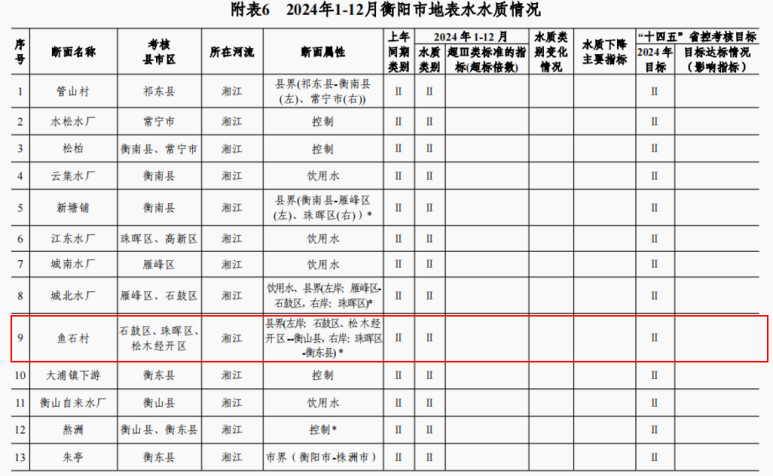 附表6 2024年1-12月衡阳市地表水水质情况
序号 断面名称 考核县市区 所在河流 断面属性 上年同期类别 2024年1-12月 水质类别变化情况 水质下降主要指标 “十四五”省控考核目标
水质类别 超Ⅲ类标准的指标(超标倍数) 2024年目标 目标达标情况（影响指标）
1 管山村 祁东县 湘江 县界(祁东县-衡南县(左)、常宁市(右)) Ⅱ Ⅱ Ⅱ
2 水松水厂 常宁市 湘江 控制 Ⅱ Ⅱ Ⅱ
3 松柏 衡南县、常宁市 湘江 控制 Ⅱ Ⅱ Ⅱ
4 云集水厂 衡南县 湘江 饮用水 Ⅱ Ⅱ Ⅱ
5 新塘铺 衡南县 湘江 县界(衡南县-雁峰区(左)、珠晖区(右))* Ⅱ Ⅱ Ⅱ
6 江东水厂 珠晖区、高新区 湘江 饮用水 Ⅱ Ⅱ Ⅱ
7 城南水厂 雁峰区 湘江 饮用水 Ⅱ Ⅱ Ⅱ
8 城北水厂 雁峰区、石鼓区 湘江 饮用水、县界(左岸：雁峰区-石鼓区，右岸：珠晖区)* Ⅱ Ⅱ Ⅱ
9 鱼石村 石鼓区、珠晖区、松木经开区 湘江 县界(左岸：石鼓区、松木经开区--衡山县，右岸：珠晖区-衡东县)* Ⅱ Ⅱ Ⅱ
10 大浦镇下游 衡东县 湘江 控制 Ⅱ Ⅱ Ⅱ
11 衡山自来水厂 衡山县 湘江 饮用水 Ⅱ Ⅱ Ⅱ
12 熬洲 衡山县、衡东县 湘江 控制* Ⅱ Ⅱ Ⅱ
13 朱亭 衡东县 湘江 市界（衡阳市-株洲市） Ⅱ Ⅱ Ⅱ